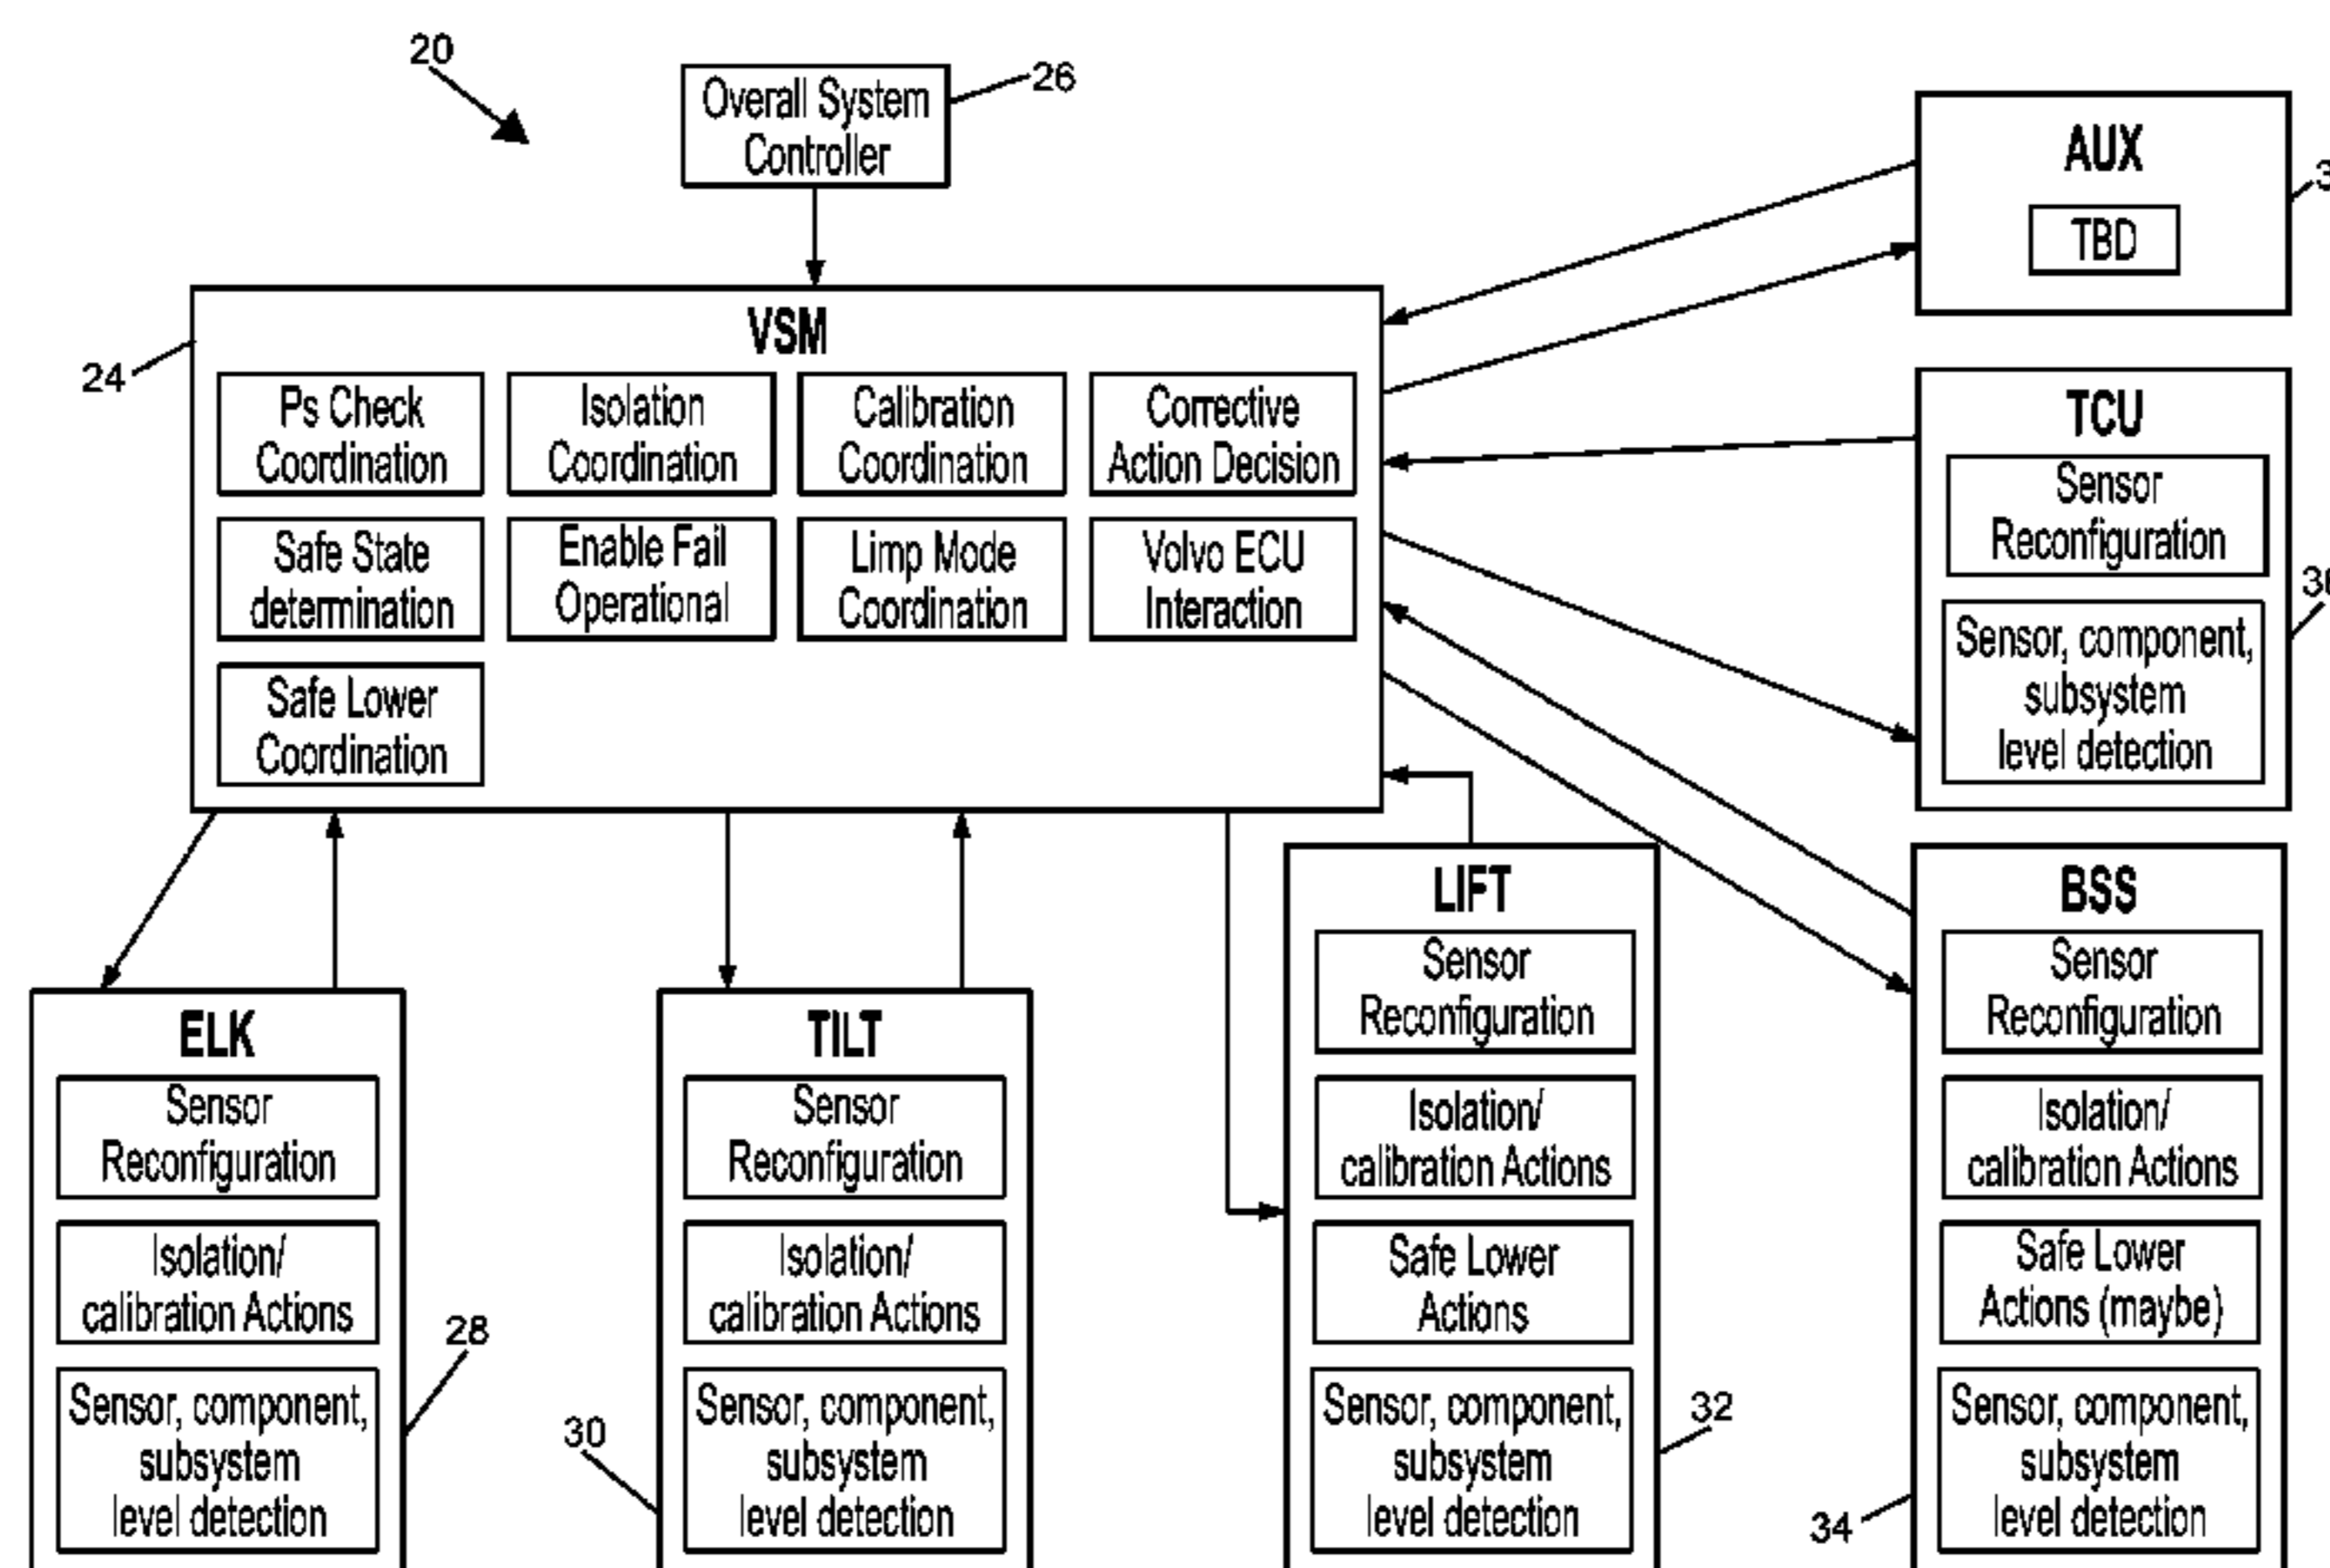 20
Overall System
Controller
26
AUX
TBD
VSM
24
Ps Check
Coordination
Isolation
Coordination
Calibration
Coordination
Corrective
Action Decision
Safe State
determination
Enable Fail
Operational
Limp Mode
Coordination
Volvo ECU
Interaction
Safe Lower
Coordination
TCU
Sensor
Reconfiguration
Sensor, component,
subsystem
level detection
ELK
Sensor
Reconfiguration
Isolation/
calibration Actions
Sensor, component,
subsystem
level detection
28
TILT
Sensor
Reconfiguration
Isolation/
calibration Actions
Sensor, component,
subsystem
level detection
30
LIFT
Sensor
Reconfiguration
Isolation/
calibration Actions
Safe Lower
Actions
Sensor, component,
subsystem
level detection
32
BSS
Sensor
Reconfiguration
Isolation/
calibration Actions
Safe Lower
Actions (maybe)
Sensor, component,
subsystem
level detection
34